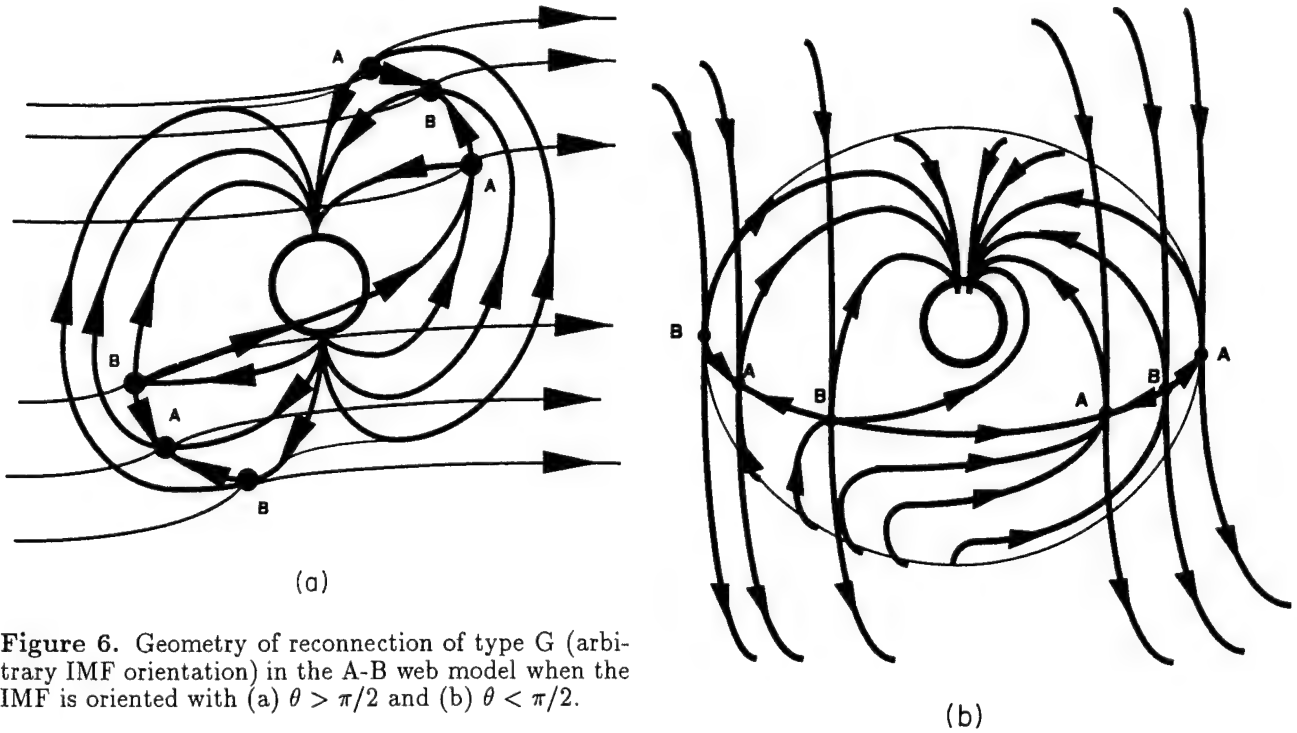 A
B
A
B
A
B
(a)
B
A
B
A
B
A
(b)
Figure 6. Geometry of reconnection of type G (arbi-
trary IMF orientation) in the A-B web model when the
IMF is oriented with (a) θ > π/2 and (b) θ < π/2.